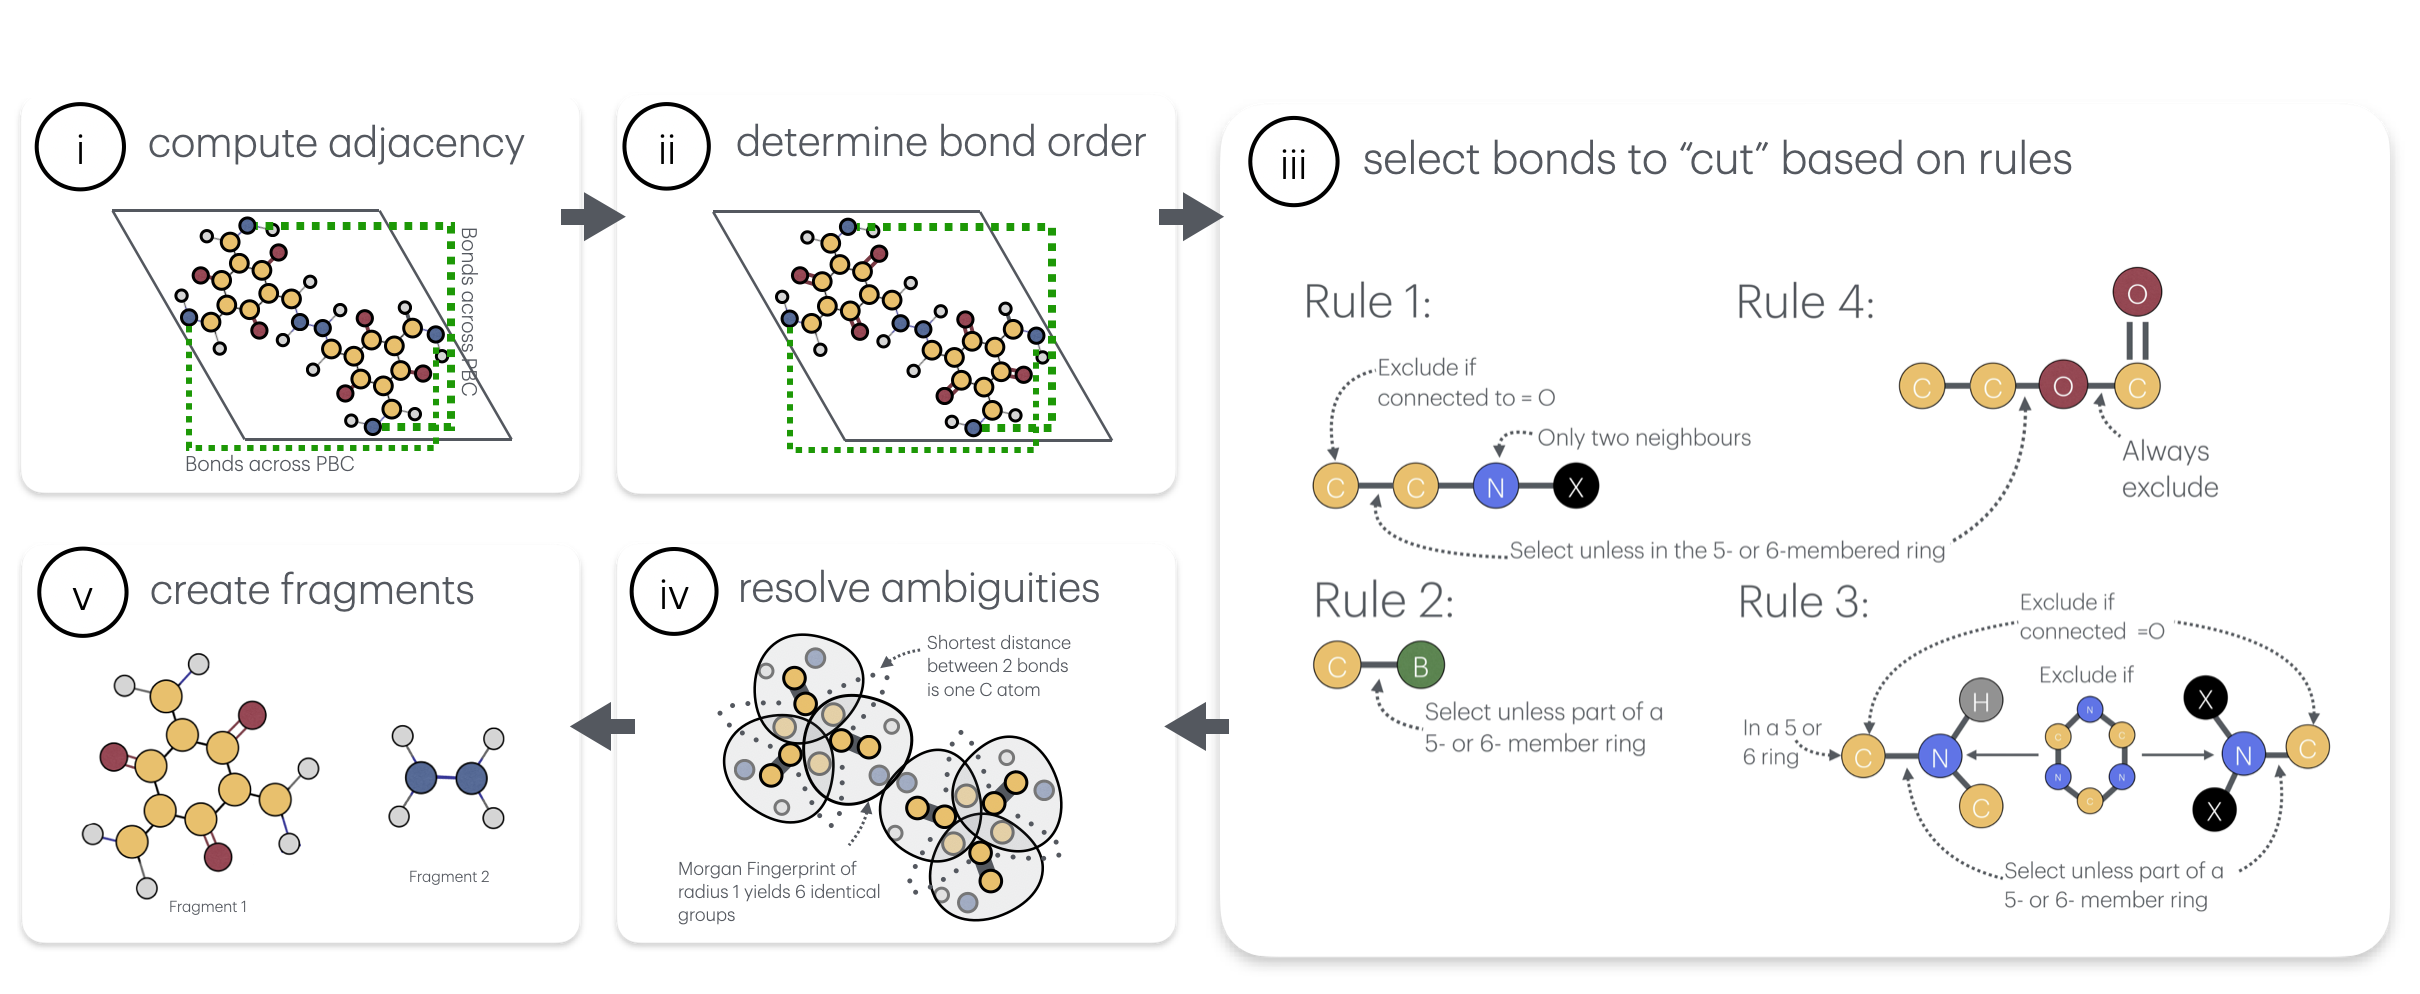 i
compute adjacency
Bonds across PBC
Bonds across PBC
ii
determine bond order
iii
select bonds to “cut” based on rules
Rule 1:
Exclude if
connected to = O
Only two neighbours
C C N X
Select unless in the 5- or 6-membered ring
Rule 4:
O
C C O C
Always
exclude
Rule 2:
C B
Select unless part of a
5- or 6- member ring
Rule 3:
Exclude if
connected =O
Exclude if
In a 5 or
6 ring
H
C N
C
N
C C
N N
C
X
N C
X
Select unless part of a
5- or 6- member ring
iv
resolve ambiguities
Shortest distance
between 2 bonds
is one C atom
Morgan Fingerprint of
radius 1 yields 6 identical
groups
v
create fragments
Fragment 1
Fragment 2